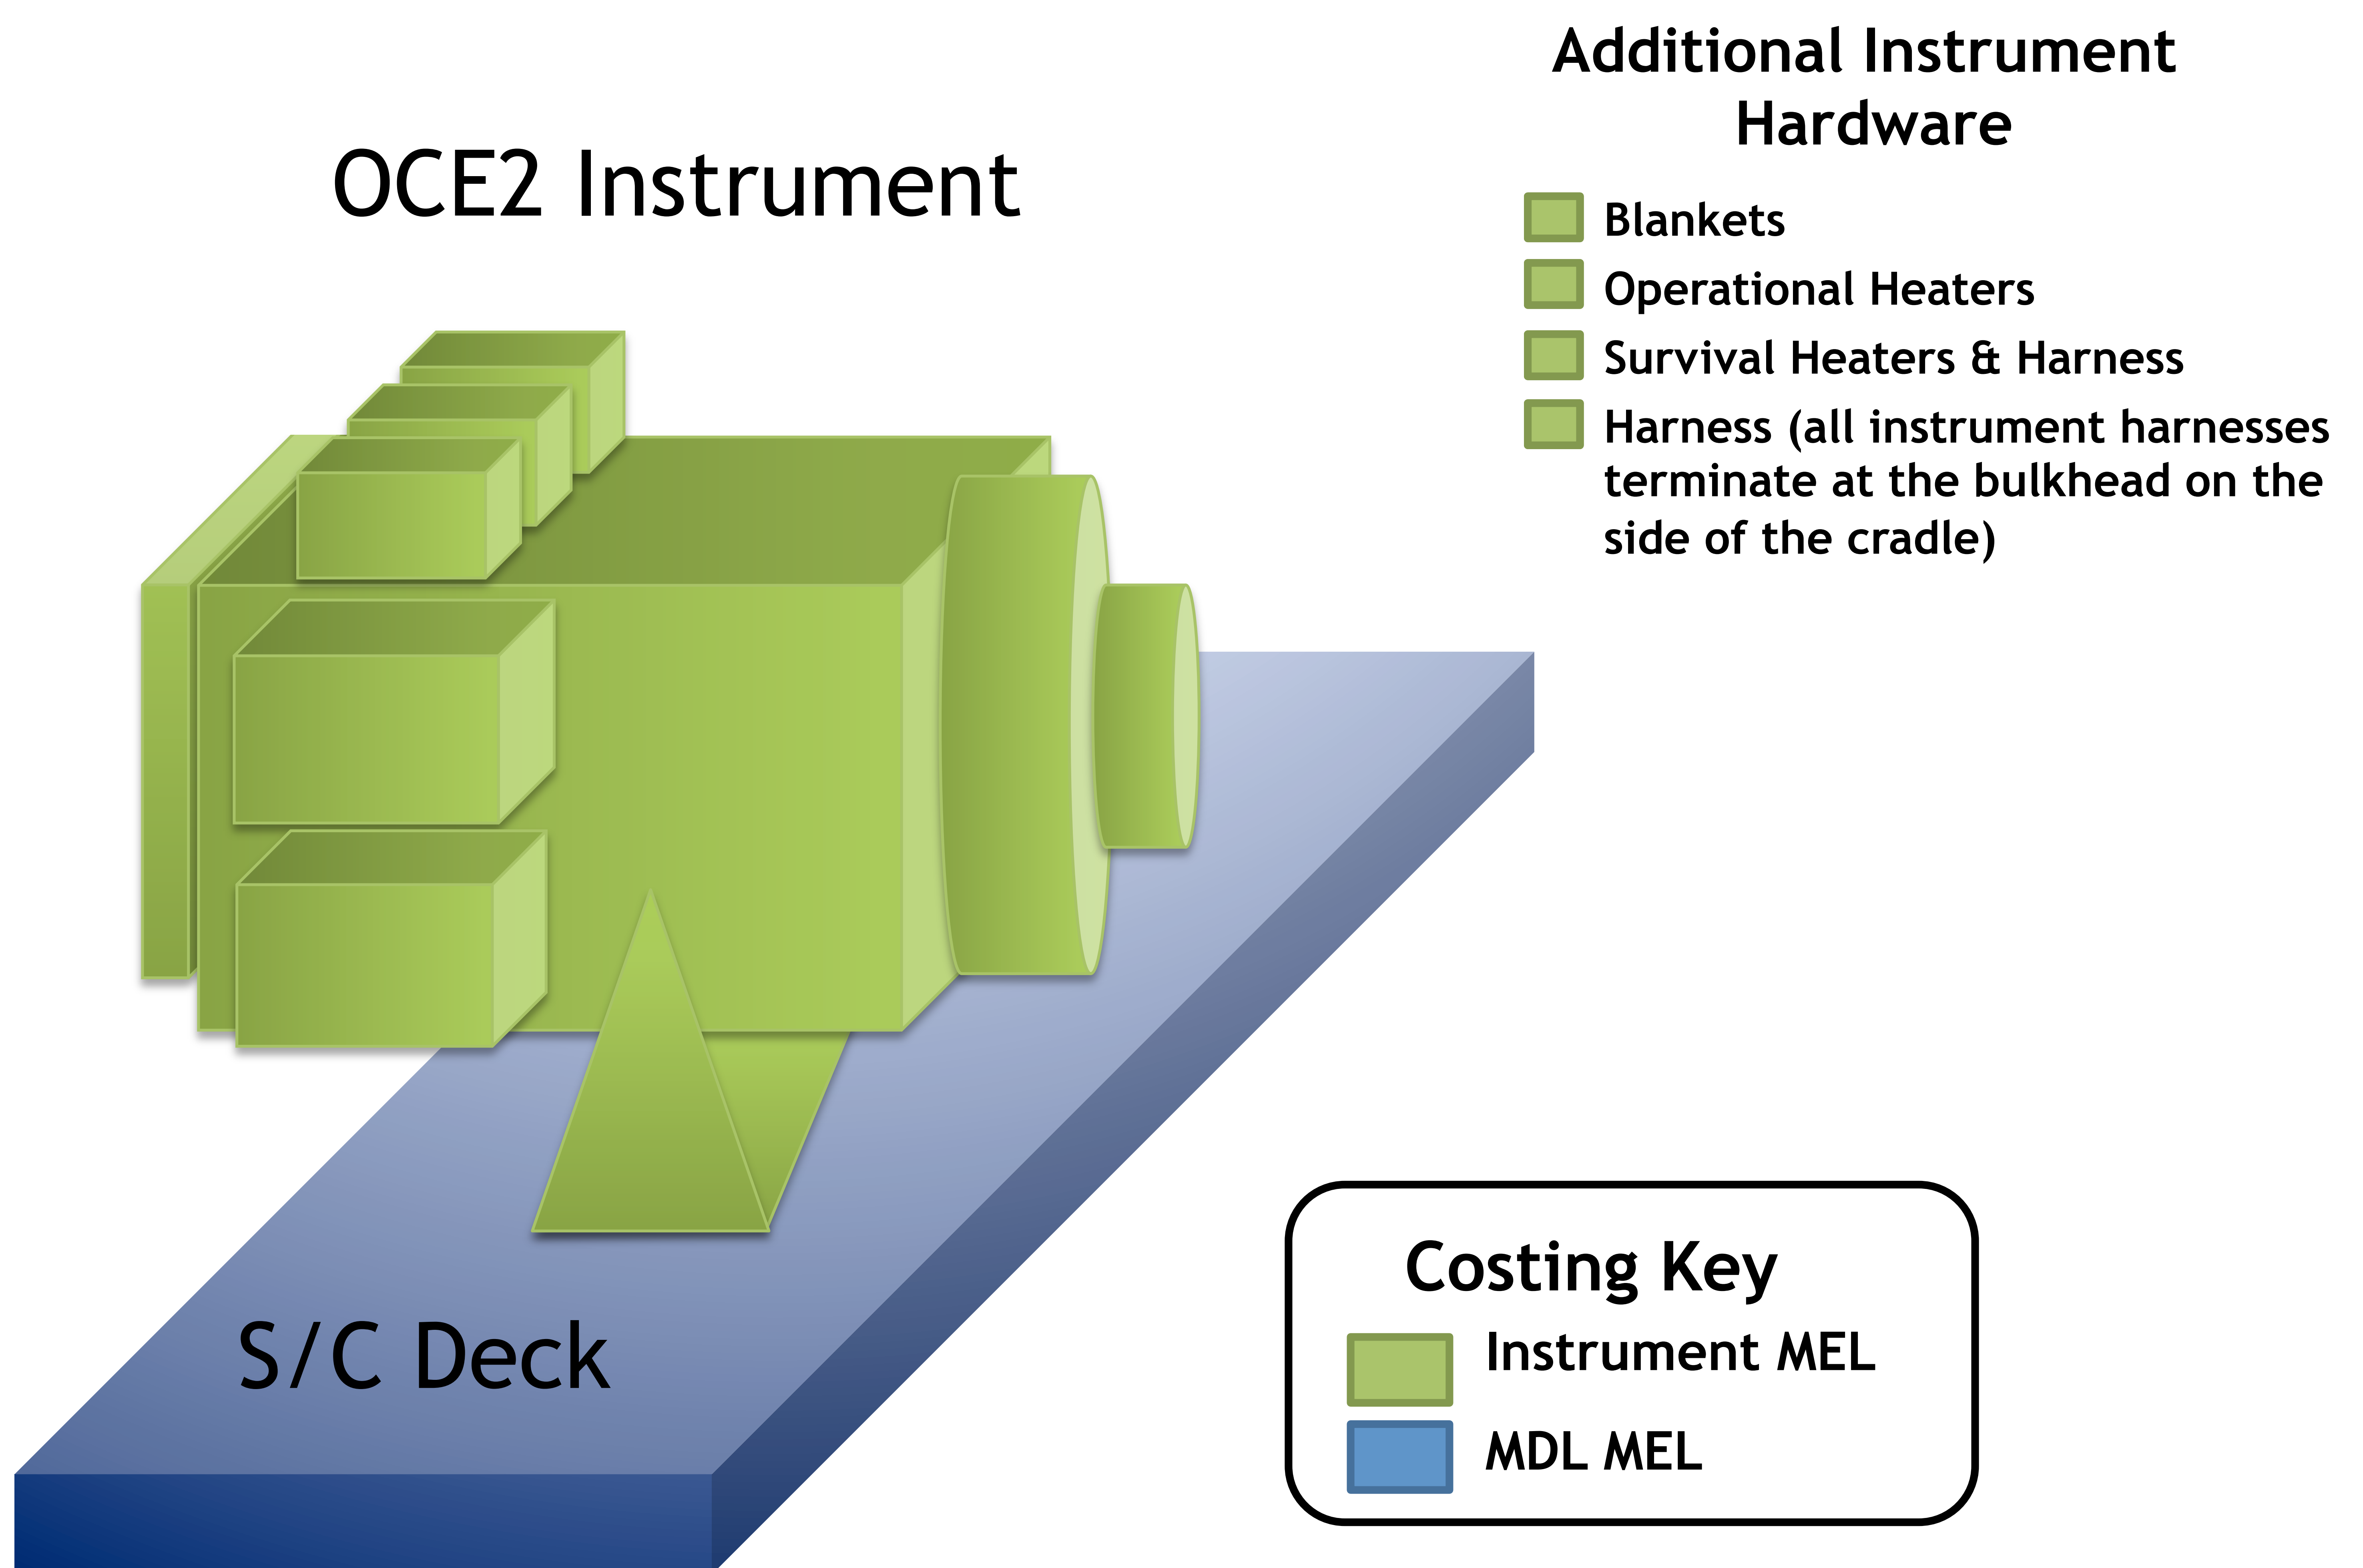 Additional Instrument
Hardware
OCE2 Instrument
Blankets
Operational Heaters
Survival Heaters & Harness
Harness (all instrument harnesses
terminate at the bulkhead on the
side of the cradle)
S/C Deck
Costing Key
Instrument MEL
MDL MEL